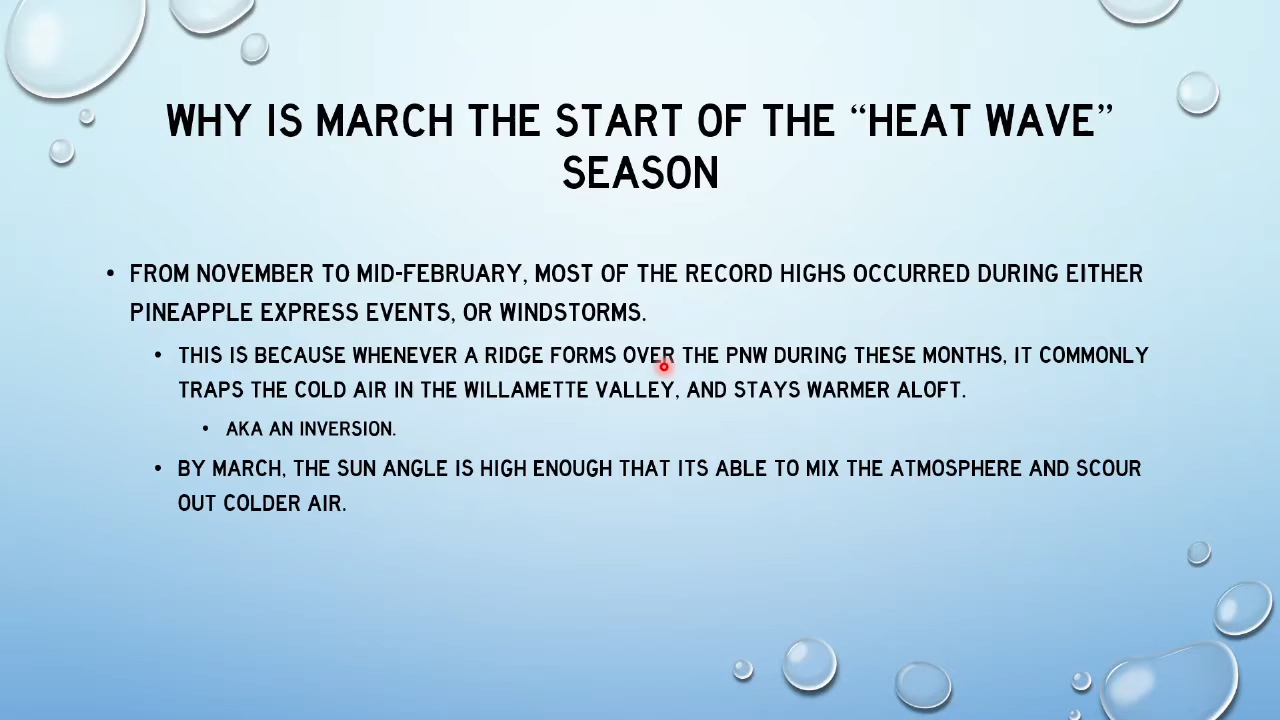 WHY IS MARCH THE START OF THE “HEAT WAVE”
SEASON
• FROM NOVEMBER TO MID-FEBRUARY, MOST OF THE RECORD HIGHS OCCURRED DURING EITHER
PINEAPPLE EXPRESS EVENTS, OR WINDSTORMS.
• THIS IS BECAUSE WHENEVER A RIDGE FORMS OVER THE PNW DURING THESE MONTHS, IT COMMONLY
TRAPS THE COLD AIR IN THE WILLAMETTE VALLEY, AND STAYS WARMER ALOFT.
• AKA AN INVERSION.
• BY MARCH, THE SUN ANGLE IS HIGH ENOUGH THAT ITS ABLE TO MIX THE ATMOSPHERE AND SCOUR
OUT COLDER AIR.